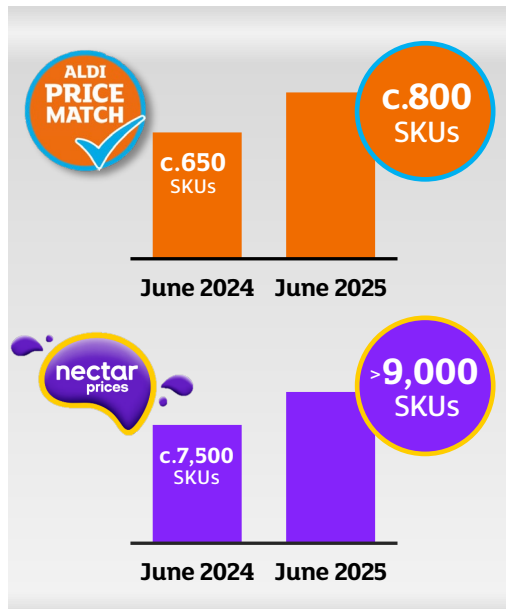 ALDI
PRICE
MATCH
c.650
SKUs
c.800
SKUs
June 2024
June 2025
nectar
prices
c.7,500
SKUs
>9,000
SKUs
June 2024
June 2025